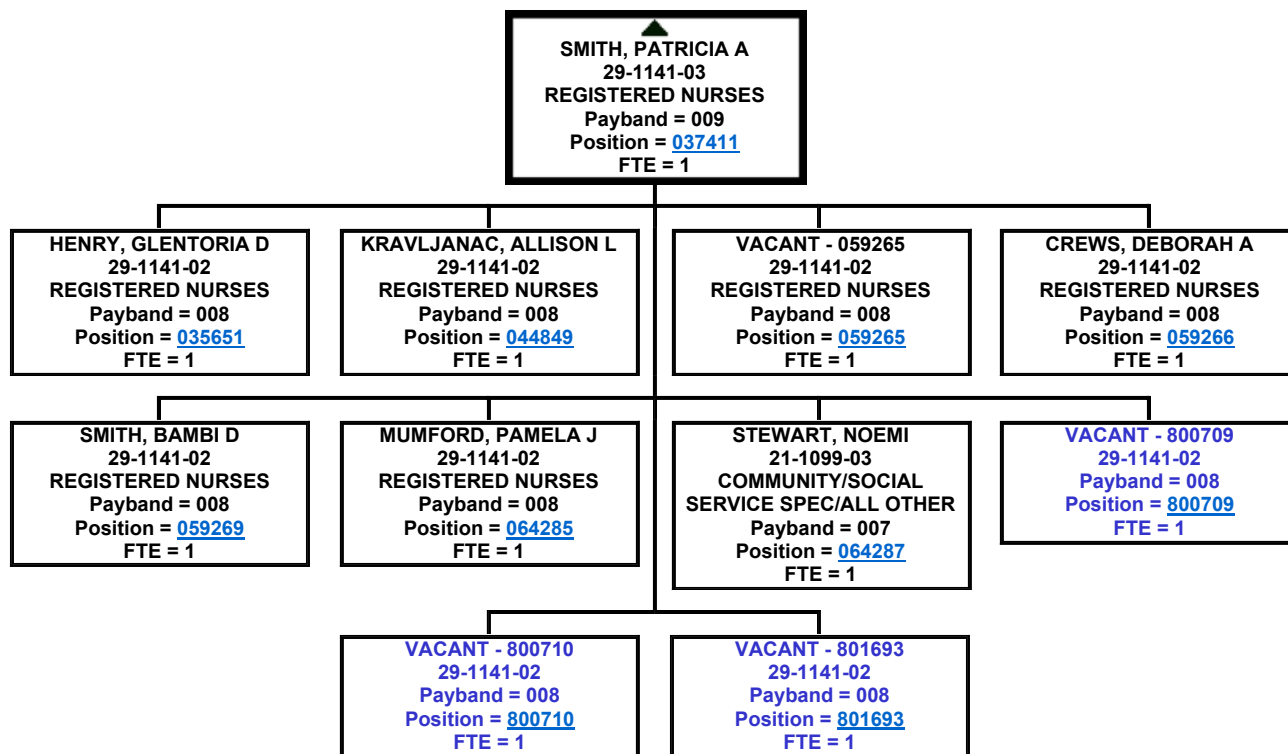 SMITH, PATRICIA A
29-1141-03
REGISTERED NURSES
Payband = 009
Position = 037411
FTE = 1
HENRY, GLENTORIA D
29-1141-02
REGISTERED NURSES
Payband = 008
Position = 035651
FTE = 1
KRAVLJANAC, ALLISON L
29-1141-02
REGISTERED NURSES
Payband = 008
Position = 044849
FTE = 1
VACANT - 059265
29-1141-02
REGISTERED NURSES
Payband = 008
Position = 059265
FTE = 1
CREWS, DEBORAH A
29-1141-02
REGISTERED NURSES
Payband = 008
Position = 059266
FTE = 1
SMITH, BAMBI D
29-1141-02
REGISTERED NURSES
Payband = 008
Position = 059269
FTE = 1
MUMFORD, PAMELA J
29-1141-02
REGISTERED NURSES
Payband = 008
Position = 064285
FTE = 1
STEWART, NOEMI
21-1099-03
COMMUNITY/SOCIAL
SERVICE SPEC/ALL OTHER
Payband = 007
Position = 064287
FTE = 1
VACANT - 800709
29-1141-02
Payband = 008
Position = 800709
FTE = 1
VACANT - 800710
29-1141-02
Payband = 008
Position = 800710
FTE = 1
VACANT - 801693
29-1141-02
Payband = 008
Position = 801693
FTE = 1